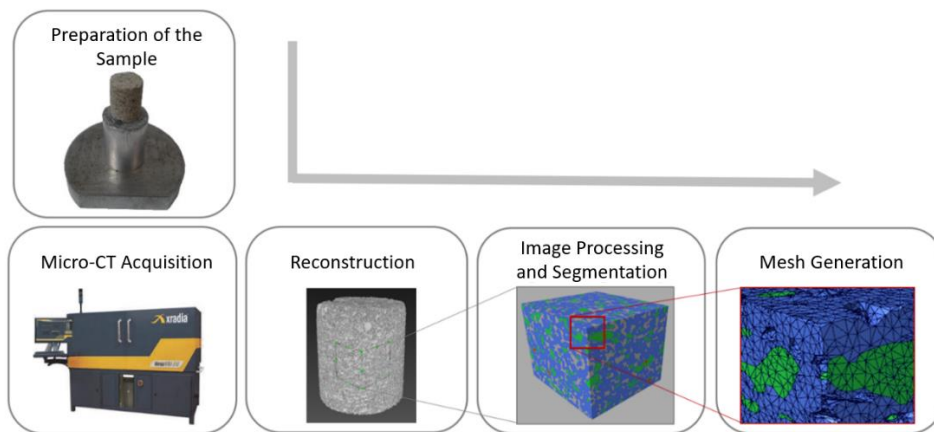 Preparation of the
Sample
Micro-CT Acquisition
xradia
Reconstruction
Image Processing
and Segmentation
Mesh Generation